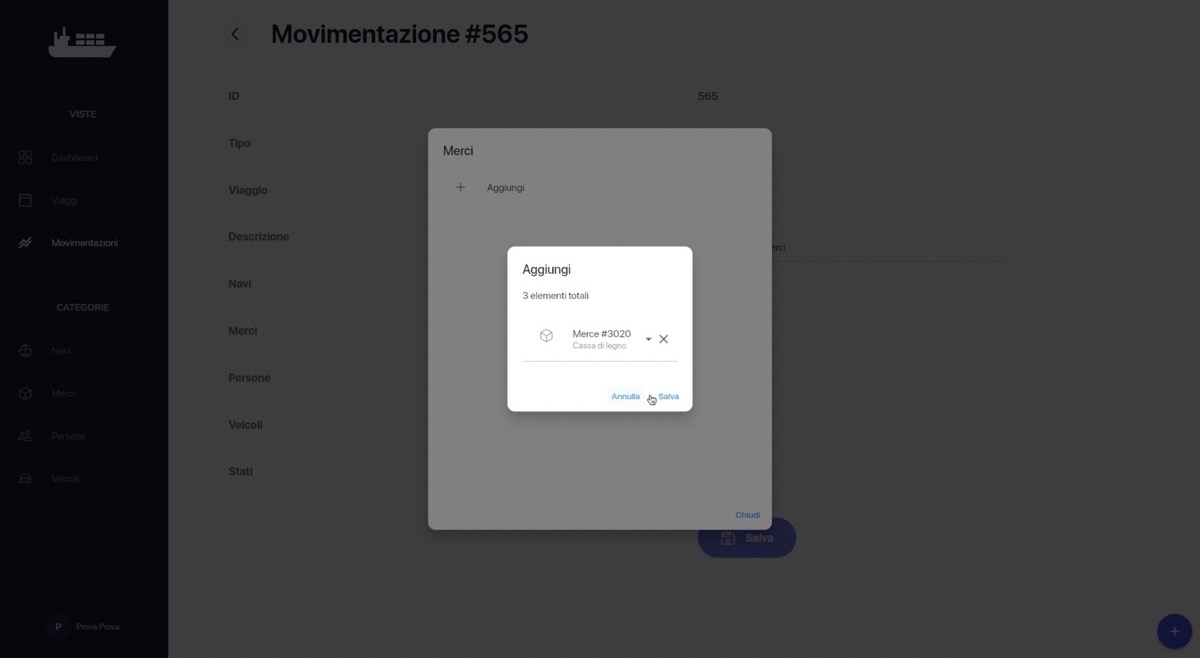 Movimentazione #565
VISTE
Dashboard
Viaggi
Movimentazioni
CATEGORIE
Navi
Merci
Persone
Veicoli
P Prova Prova
ID 565
Tipo
Viaggio
Descrizione
Navi
Merci
Persone
Veicoli
Stati
Merci
Aggiungi
Aggiungi
3 elementi totali
Merce #3020
Cassa di legno
Annulla Salva
Chiudi
Salva